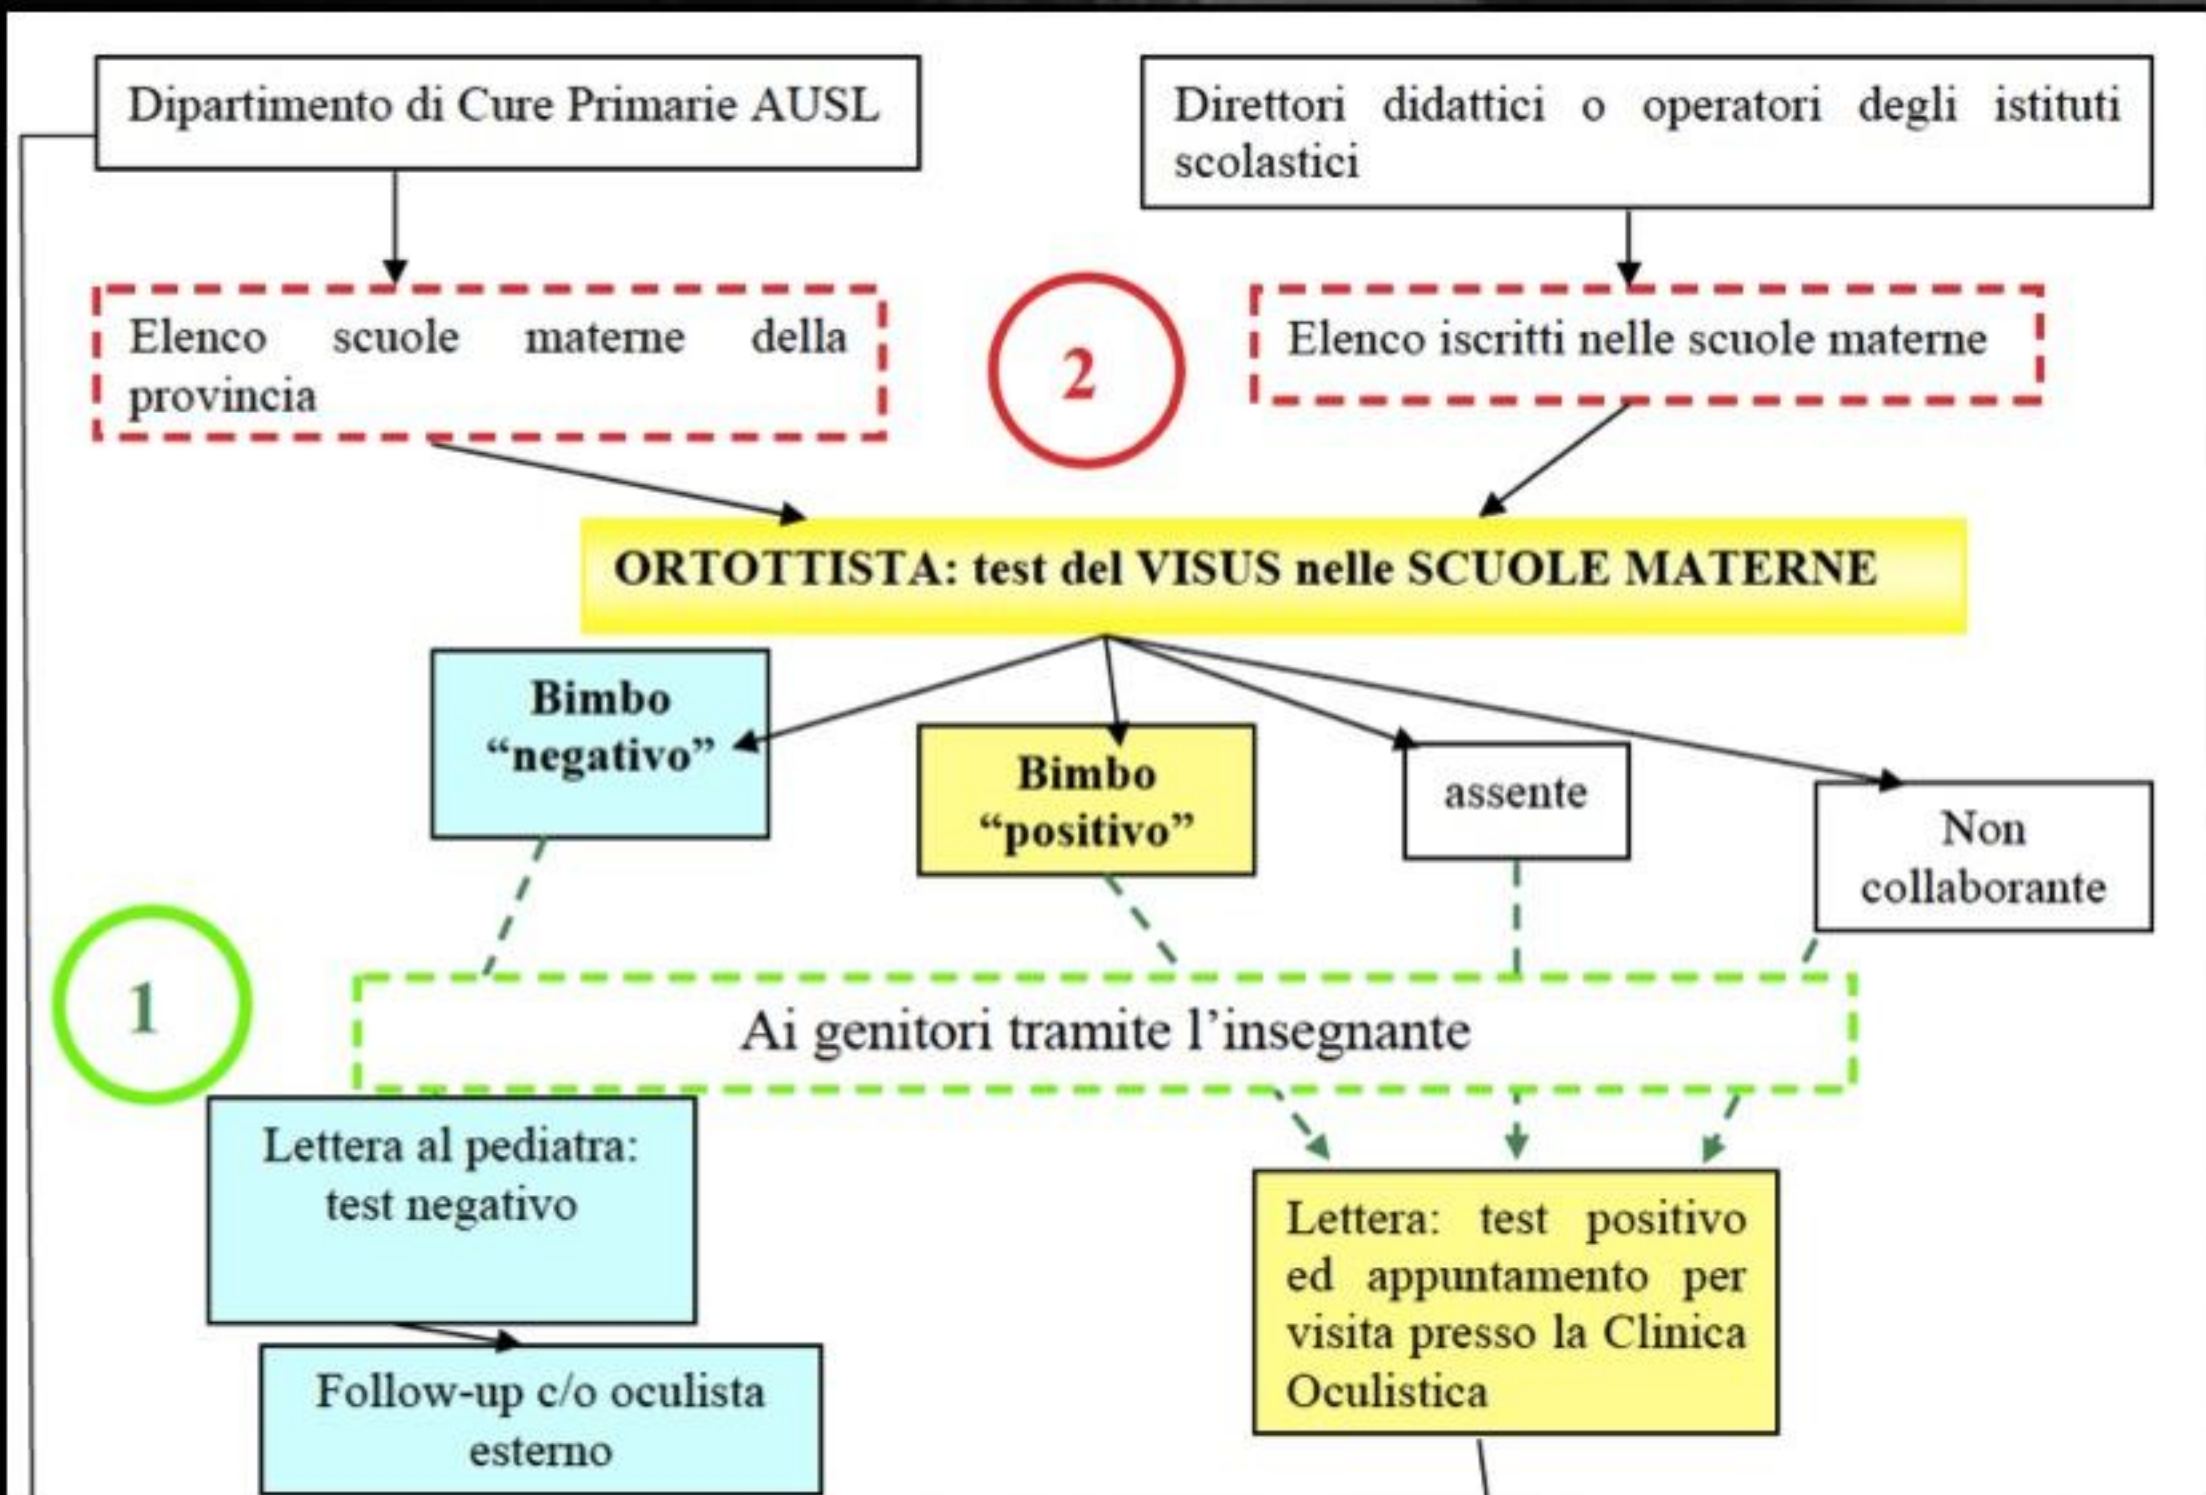 Dipartimento di Cure Primarie AUSL
Direttori didattici o operatori degli istituti
scolastici
Elenco scuole materne della
provincia
2
Elenco iscritti nelle scuole materne
ORTOTTISTA: test del VISUS nelle SCUOLE MATERNE
Bimbo
“negativo”
Bimbo
“positivo”
assente
Non
collaborante
1
Ai genitori tramite l’insegnante
Lettera al pediatra:
test negativo
Lettera: test positivo
ed appuntamento per
visita presso la Clinica
Oculistica
Follow-up c/o oculista
esterno